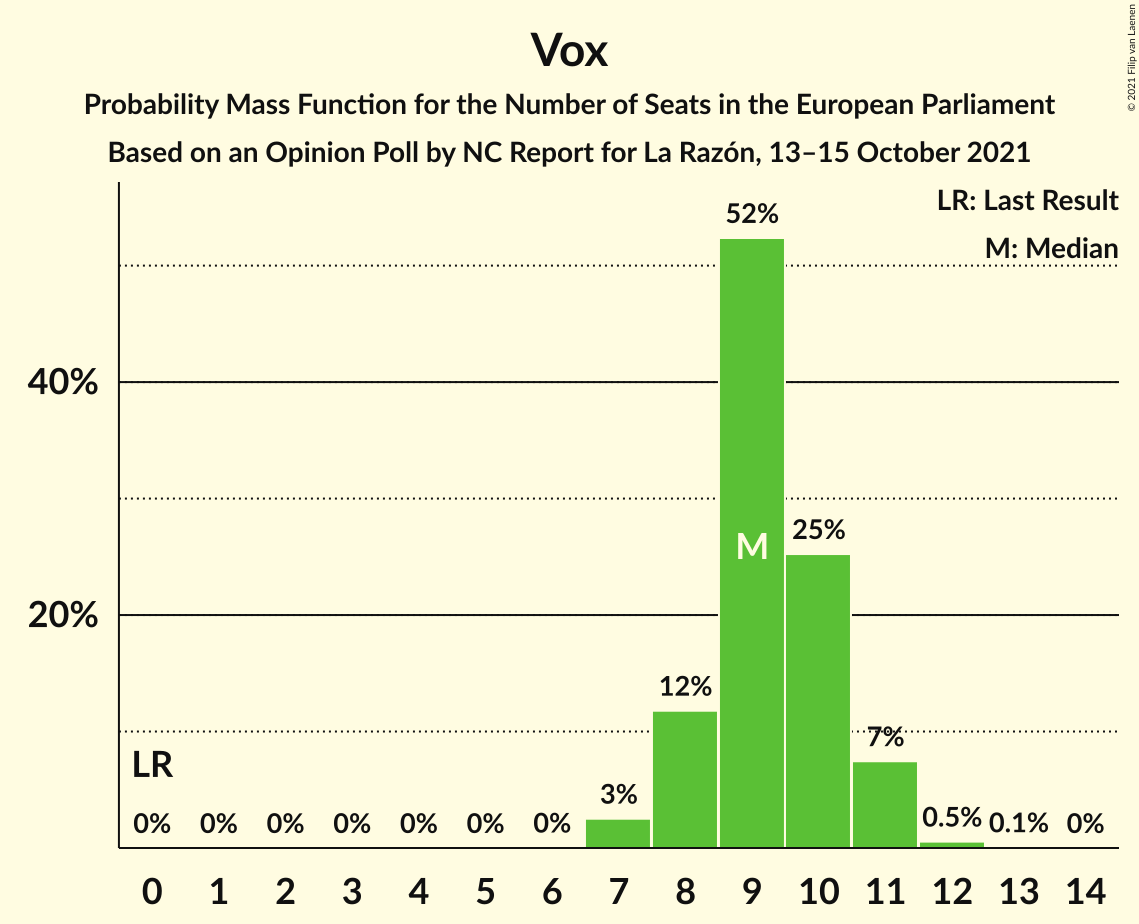 Vox
Probability Mass Function for the Number of Seats in the European Parliament
Based on an Opinion Poll by NC Report for La Razón, 13–15 October 2021
© 2021 Filip van Laenen
LR: Last Result
M: Median
52%
40%
M
25%
20%
12%
7%
LR
3%
0% 0% 0% 0% 0% 0% 0% 0.5% 0.1% 0%
0 1 2 3 4 5 6 7 8 9 10 11 12 13 14